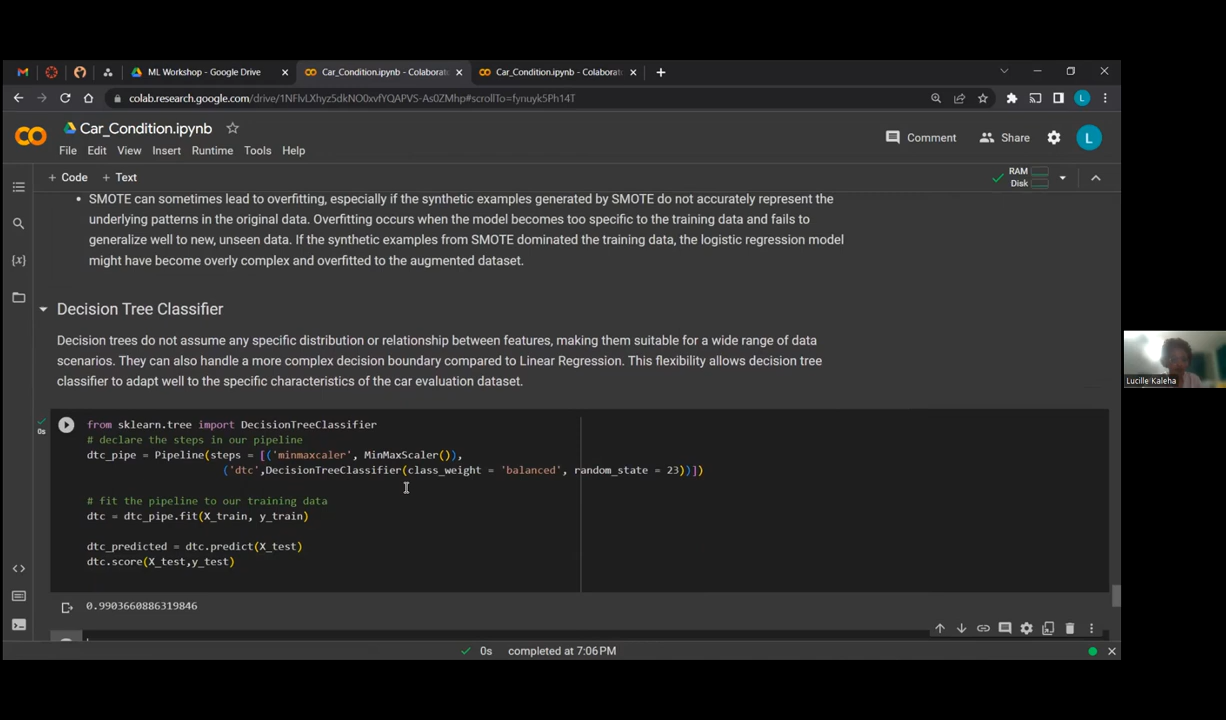 ML Workshop - Google Drive
Car_Condition.ipynb - Colaborat
Car_Condition.ipynb - Colaborat
colab.research.google.com/drive/1NFlvLXhyz5dkNO0xvfYQAPVS-As0ZMhp#scrollTo=fynuyk5Ph14T
L
Car_Condition.ipynb
Comment
Share
L
File Edit View Insert Runtime Tools Help
+ Code + Text
RAM
Disk
• SMOTE can sometimes lead to overfitting, especially if the synthetic examples generated by SMOTE do not accurately represent the
underlying patterns in the original data. Overfitting occurs when the model becomes too specific to the training data and fails to
generalize well to new, unseen data. If the synthetic examples from SMOTE dominated the training data, the logistic regression model
might have become overly complex and overfitted to the augmented dataset.
Decision Tree Classifier
Decision trees do not assume any specific distribution or relationship between features, making them suitable for a wide range of data
scenarios. They can also handle a more complex decision boundary compared to Linear Regression. This flexibility allows decision tree
classifier to adapt well to the specific characteristics of the car evaluation dataset.
0s
from sklearn.tree import DecisionTreeClassifier
# declare the steps in our pipeline
dtc_pipe = Pipeline(steps = [('minmaxcaler', MinMaxScaler()),
('dtc',DecisionTreeClassifier(class_weight = 'balanced', random_state = 23))])
# fit the pipeline to our training data
dtc = dtc_pipe.fit(X_train, y_train)
dtc_predicted = dtc.predict(X_test)
dtc.score(X_test,y_test)
0.9903660886319846
0s completed at 7:06 PM
Lucille Kaleha